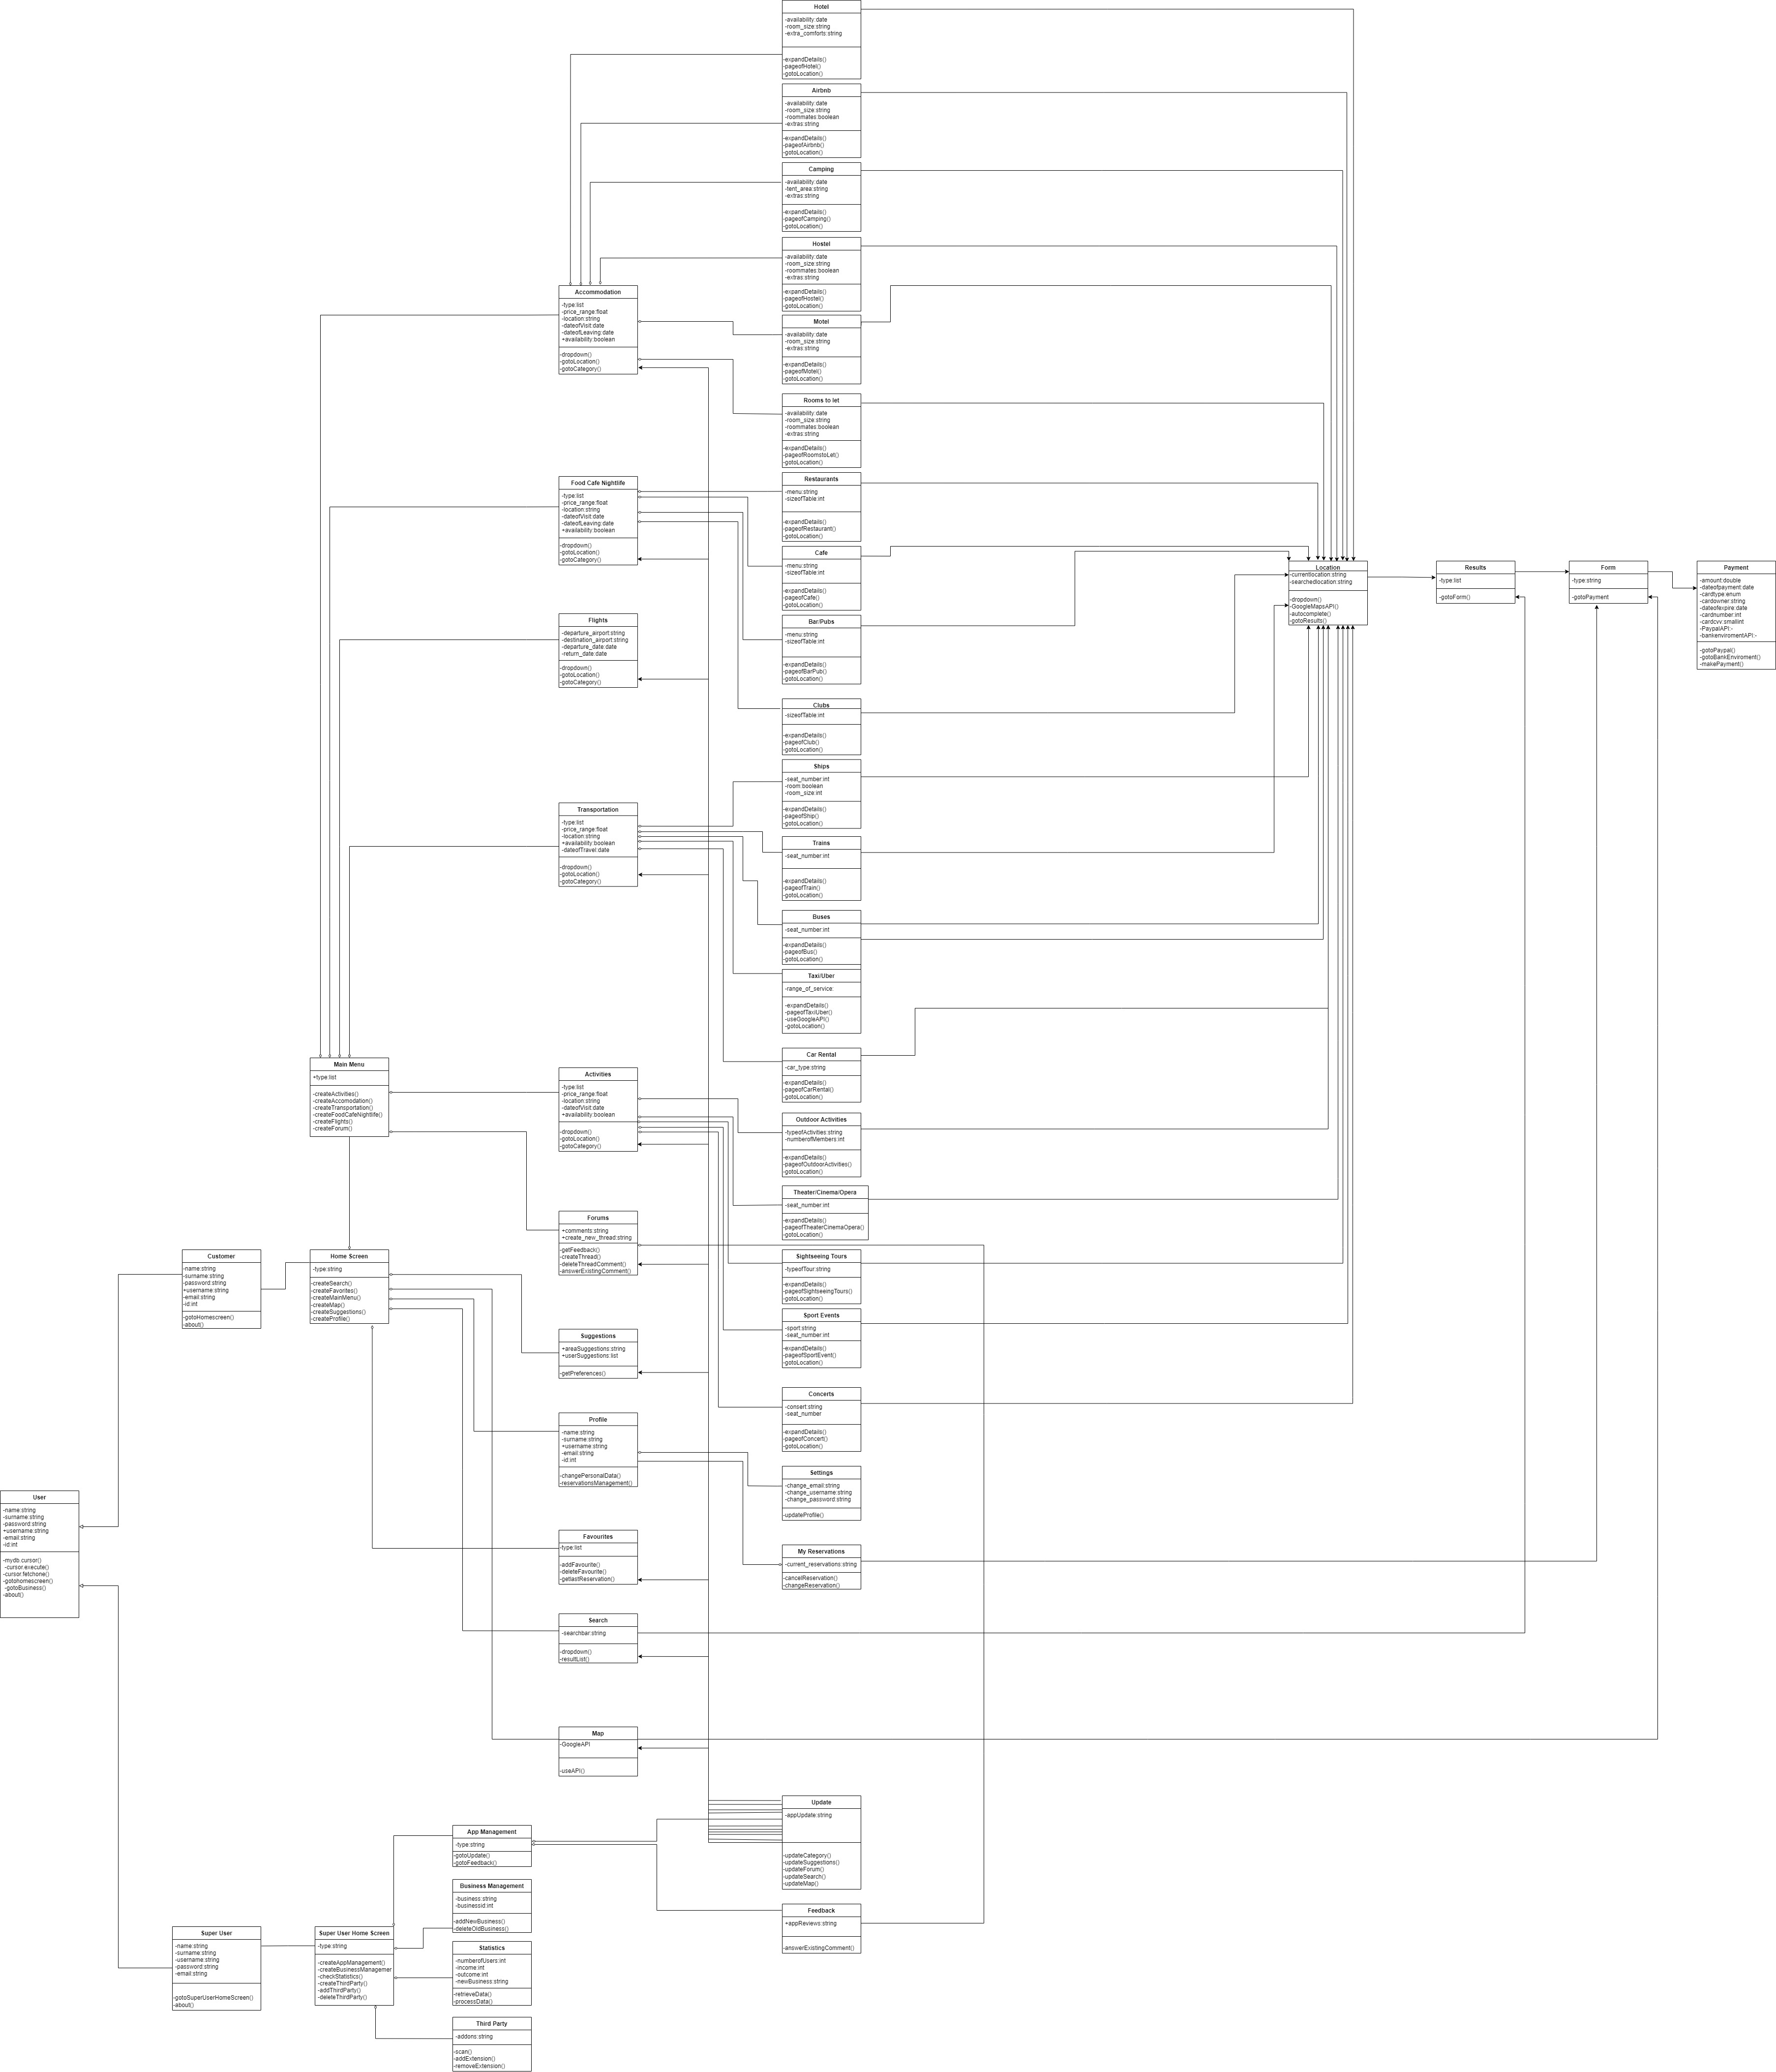 Hotel
-availability:date
-room_size:string
-extra_comforts:string
-expandDetails()
-pageofHotel()
-gotoLocation()
Airbnb
-availability:date
-room_size:string
-roommates:boolean
-extras:string
-expandDetails()
-pageofAirbnb()
-gotoLocation()
Camping
-availability:date
-tent_area:string
-extras:string
-expandDetails()
-pageofCamping()
-gotoLocation()
Hostel
-availability:date
-room_size:string
-roommates:boolean
-extras:string
-expandDetails()
-pageofHostel()
-gotoLocation()
Accommodation
-type:list
-price_range:float
-location:string
-dateofVisit:date
-dateofLeaving:date
+availability:boolean
-dropdown()
-gotoLocation()
-gotoCategory()
Motel
-availability:date
-room_size:string
-extras:string
-expandDetails()
-pageofMotel()
-gotoLocation()
Rooms to let
-availability:date
-room_size:string
-roommates:boolean
-extras:string
-expandDetails()
-pageofRoomstoLet()
-gotoLocation()
Food Cafe Nightlife
-type:list
-price_range:float
-location:string
-dateofVisit:date
-dateofLeaving:date
+availability:boolean
-dropdown()
-gotoLocation()
-gotoCategory()
Restaurants
-menu:string
-sizeofTable:int
-expandDetails()
-pageofRestaurant()
-gotoLocation()
Cafe
-menu:string
-sizeofTable:int
-expandDetails()
-pageofCafe()
-gotoLocation()
Location
-currentlocation:string
-searchedlocation:string
-dropdown()
-GoogleMapsAPI()
-autocomplete()
-gotoResults()
Results
-type:list
-gotoForm()
Form
-type:string
-gotoPayment
Payment
-amount:double
-dateofpayment:date
-cardtype:enum
-cardowner:string
-dateofexpire:date
-cardnumber:int
-cardcvv:smallint
-PaypalAPI:-
-bankenviromentAPI:-
-gotoPaypal()
-gotoBankEnviroment()
-makePayment()
Flights
-departure_airport:string
-destination_airport:string
-departure_date:date
-return_date:date
-dropdown()
-gotoLocation()
-gotoCategory()
Bar/Pubs
-menu:string
-sizeofTable:int
-expandDetails()
-pageofBarPub()
-gotoLocation()
Clubs
-sizeofTable:int
-expandDetails()
-pageofClub()
-gotoLocation()
Ships
-seat_number:int
-room:boolean
-room_size:int
-expandDetails()
-pageofShip()
-gotoLocation()
Transportation
-type:list
-price_range:float
-location:string
+availability:boolean
-dateofTravel:date
-dropdown()
-gotoLocation()
-gotoCategory()
Trains
-seat_number:int
-expandDetails()
-pageofTrain()
-gotoLocation()
Buses
-seat_number:int
-expandDetails()
-pageofBus()
-gotoLocation()
Taxi/Uber
-range_of_service:
-expandDetails()
-pageofTaxiUber()
-useGoogleAPI()
-gotoLocation()
Car Rental
-car_type:string
-expandDetails()
-pageofCarRental()
-gotoLocation()
Main Menu
+type:list
-createActivities()
-createAccomodation()
-createTransportation()
-createFoodCafeNightlife()
-createFlights()
-createForum()
Activities
-type:list
-price_range:float
-location:string
-dateofVisit:date
+availability:boolean
-dropdown()
-gotoLocation()
-gotoCategory()
Outdoor Activities
-typeofActivities:string
-numberofMembers:int
-expandDetails()
-pageofOutdoorActivities()
-gotoLocation()
Theater/Cinema/Opera
-seat_number:int
-expandDetails()
-pageofTheaterCinemaOpera()
-gotoLocation()
Forums
+comments:string
+create_new_thread:string
-getFeedback()
-createThread()
-deleteThreadComment()
-answerExistingComment()
Customer
-name:string
-surname:string
-password:string
+username:string
-email:string
-id:int
-gotoHomescreen()
-about()
Home Screen
-type:string
-createSearch()
-createFavorites()
-createMainMenu()
-createMap()
-createSuggestions()
-createProfile()
Sightseeing Tours
-typeofTour:string
-expandDetails()
-pageofSightseeingTours()
-gotoLocation()
Sport Events
-sport:string
-seat_number:int
-expandDetails()
-pageofSportEvent()
-gotoLocation()
Suggestions
+areaSuggestions:string
+userSuggestions:list
-getPreferences()
Concerts
-consert:string
-seat_number
-expandDetails()
-pageofConcert()
-gotoLocation()
Profile
-name:string
-surname:string
+username:string
-email:string
-id:int
-changePersonalData()
-reservationsManagement()
Settings
-change_email:string
-change_username:string
-change_password:string
-updateProfile()
User
-name:string
-surname:string
-password:string
+username:string
-email:string
-id:int
-mydb.cursor()
-cursor.execute()
-cursor.fetchone()
-gotohomescreen()
-gotoBusiness()
-about()
Favourites
-type:list
-addFavourite()
-deleteFavourite()
-getlastReservation()
My Reservations
-current_reservations:string
-cancelReservation()
-changeReservation()
Search
-searchbar:string
-dropdown()
-resultList()
Map
-GoogleAPI
-useAPI()
Update
-appUpdate:string
-updateCategory()
-updateSuggestions()
-updateForum()
-updateSearch()
-updateMap()
App Management
-type:string
-gotoUpdate()
-gotoFeedback()
Business Management
-business:string
-businessid:int
-addNewBusiness()
-deleteOldBusiness()
Feedback
+appReviews:string
-answerExistingComment()
Super User
-name:string
-surname:string
-username:string
-password:string
-email:string
-gotoSuperUserHomeScreen()
-about()
Super User Home Screen
-type:string
-createAppManagement()
-createBusinessManagemer
-checkStatistics()
-createThirdParty()
-addThirdParty()
-deleteThirdParty()
Statistics
-numberofUsers:int
-income:int
-outcome:int
-newBusiness:string
-retrieveData()
-processData()
Third Party
-addons:string
-scan()
-addExtension()
-removeExtension()